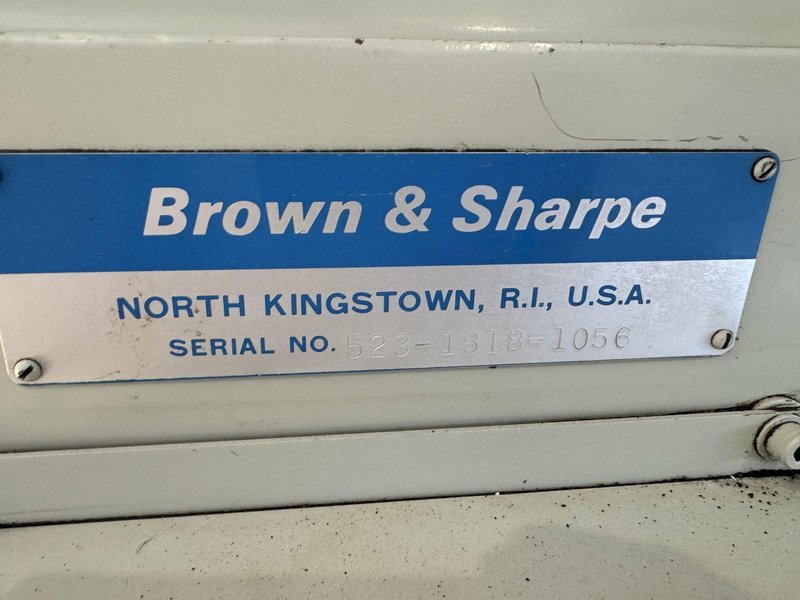 Brown & Sharpe
NORTH KINGSTOWN, R.I., U.S.A.
SERIAL NO. 523-1818-1056